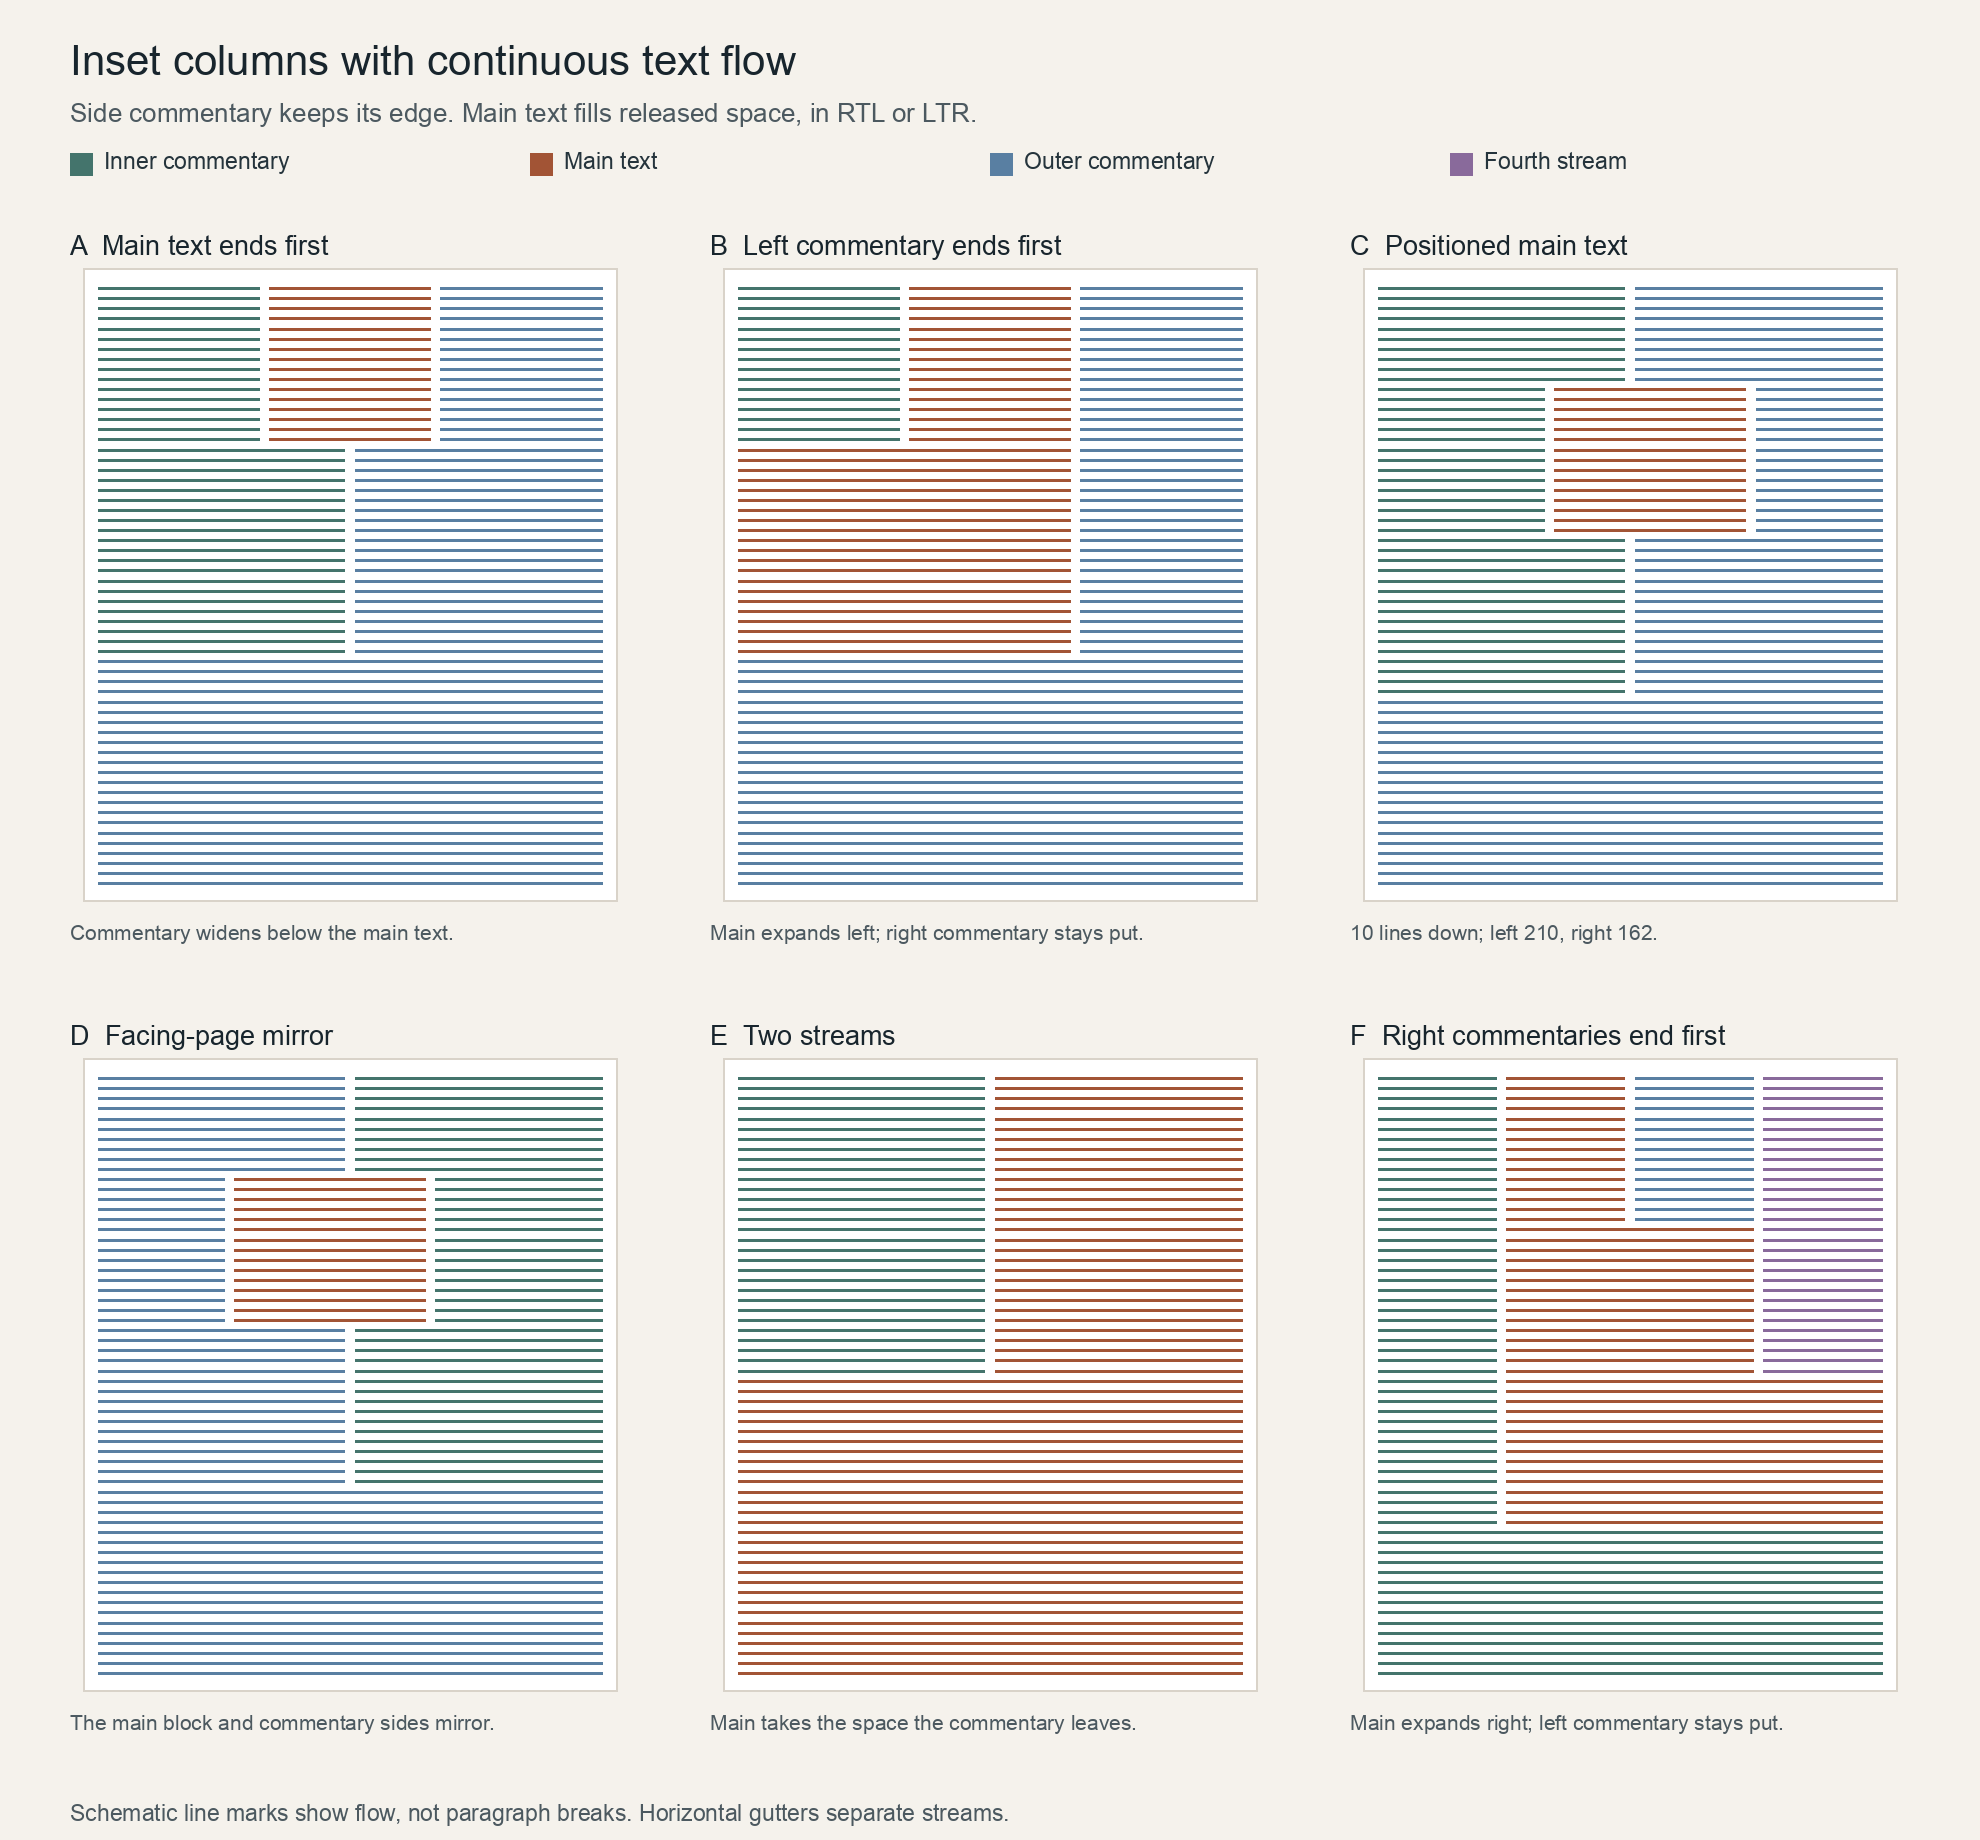 Inset columns with continuous text flow
Side commentary keeps its edge. Main text fills released space, in RTL or LTR.
Inner commentary
Main text
Outer commentary
Fourth stream
A Main text ends first
B Left commentary ends first
C Positioned main text
Commentary widens below the main text.
Main expands left; right commentary stays put.
10 lines down; left 210, right 162.
D Facing-page mirror
E Two streams
F Right commentaries end first
The main block and commentary sides mirror.
Main takes the space the commentary leaves.
Main expands right; left commentary stays put.
Schematic line marks show flow, not paragraph breaks. Horizontal gutters separate streams.